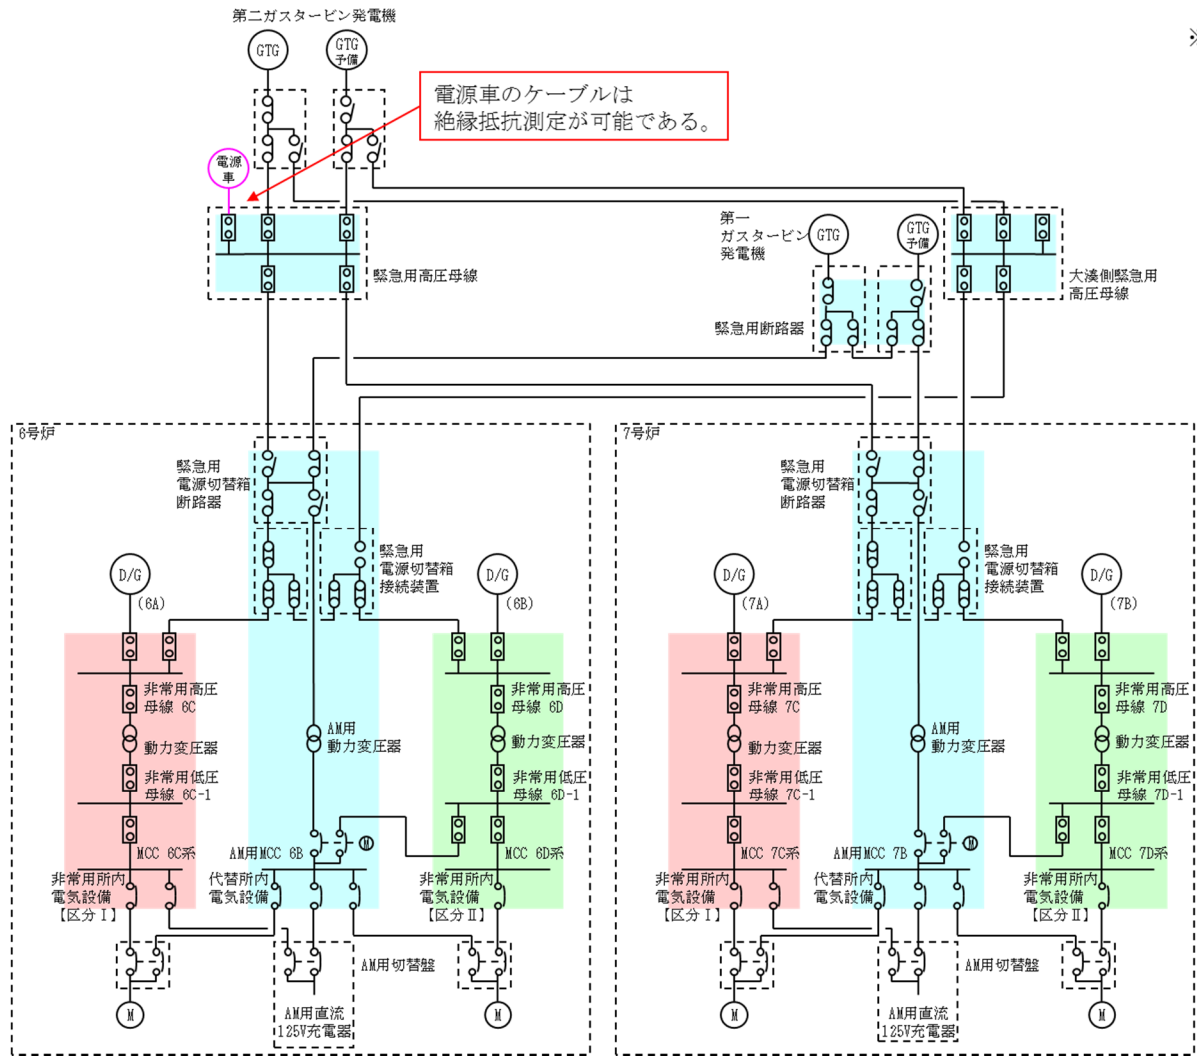 第二ガスタービン発電機
GTG
GTG
予備
※
電源車のケーブルは
絶縁抵抗測定が可能である。
電源
車
緊急用高圧母線
第一
ガスタービン
発電機
GTG
GTG
予備
緊急用断路器
大湊側緊急用
高圧母線
6号炉
緊急用
電源切替箱
断路器
緊急用
電源切替箱
接続装置
D/G
(6A)
D/G
(6B)
非常用高圧
母線 6C
動力変圧器
非常用低圧
母線 6C-1
MCC 6C系
非常用所内
電気設備
【区分Ⅰ】
AM用
動力変圧器
AM用MCC 6B
M
代替所内
電気設備
非常用高圧
母線 6D
動力変圧器
非常用低圧
母線 6D-1
MCC 6D系
非常用所内
電気設備
【区分Ⅱ】
AM用切替盤
M
AM用直流
125V充電器
M
7号炉
緊急用
電源切替箱
断路器
緊急用
電源切替箱
接続装置
D/G
(7A)
D/G
(7B)
非常用高圧
母線 7C
動力変圧器
非常用低圧
母線 7C-1
MCC 7C系
非常用所内
電気設備
【区分Ⅰ】
AM用
動力変圧器
AM用MCC 7B
M
代替所内
電気設備
非常用高圧
母線 7D
動力変圧器
非常用低圧
母線 7D-1
MCC 7D系
非常用所内
電気設備
【区分Ⅱ】
AM用切替盤
M
AM用直流
125V充電器
M